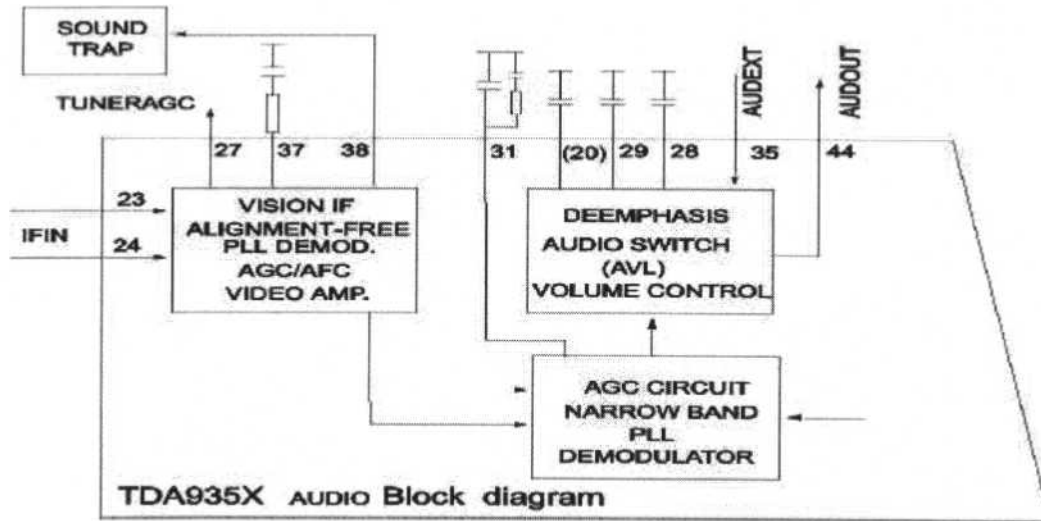 SOUND
TRAP
TUNERAGC
AUDEXT
AUDOUT
27
37
38
31
(20)
29
28
35
44
23
IFIN
24
VISION IF
ALIGNMENT-FREE
PLL DEMOD.
AGC/AFC
VIDEO AMP.
DEEMPHASIS
AUDIO SWITCH
(AVL)
VOLUME CONTROL
AGC CIRCUIT
NARROW BAND
PLL
DEMODULATOR
TDA935X AUDIO Block diagram